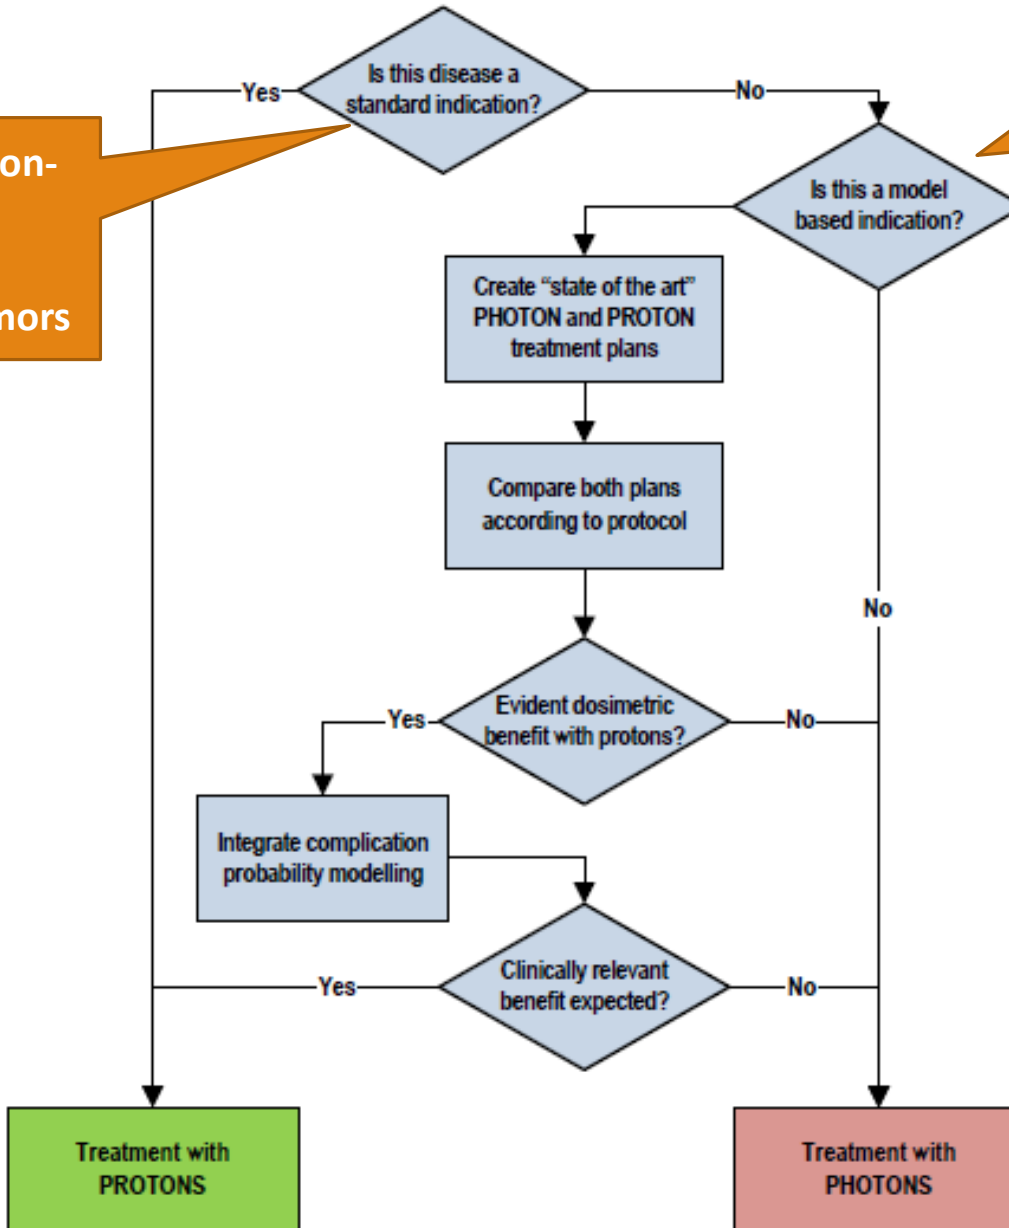 Is this disease a
standard indication?
Yes
No
on-
mors
Is this a model
based indication?
Create “state of the art”
PHOTON and PROTON
treatment plans
Compare both plans
according to protocol
No
Evident dosimetric
benefit with protons?
Yes
No
Integrate complication
probability modelling
Clinically relevant
benefit expected?
Yes
No
Treatment with
PROTONS
Treatment with
PHOTONS